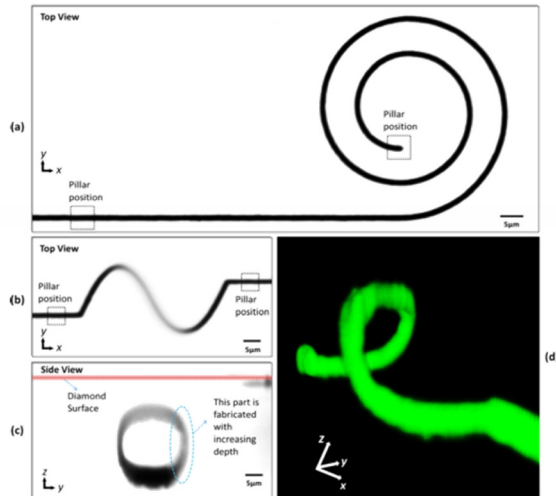 Top View
(a)
Pillar
position
y
x
Pillar
position
5μm
Top View
(b)
Pillar
position
Pillar
position
y
x
5μm
Side View
(c)
Diamond
Surface
This part is
fabricated
with
increasing
depth
z
y
5μm
(d
z
y
x